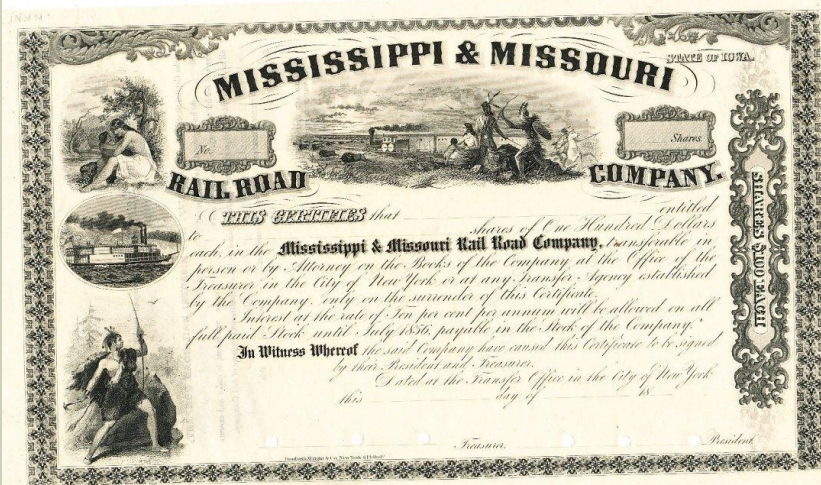 MISSISSIPPI & MISSOURI
STATE OF IOWA.
No.
Shares
RAIL ROAD
COMPANY.
THIS CERTIFIES that entitled
to shares of One Hundred Dollars
each, in the Mississippi & Missouri Rail Road Company, transferable in
person or by Attorney on the Books of the Company at the Office of the
Treasurer in the City of New York or at any Transfer Agency established
by the Company, only on the surrender of this Certificate.
Interest at the rate of Ten per cent per annum will be allowed on all
full paid Stock until July 1856, payable in the Stock of the Company.
In Witness Whereof the said Company have caused this Certificate to be signed
by their President and Treasurer.
Dated at the Transfer Office in the City of New York
this day of 18
Treasurer.
President.
Danforth, Wright & Co. New York & Philada
SHARES $100 EACH